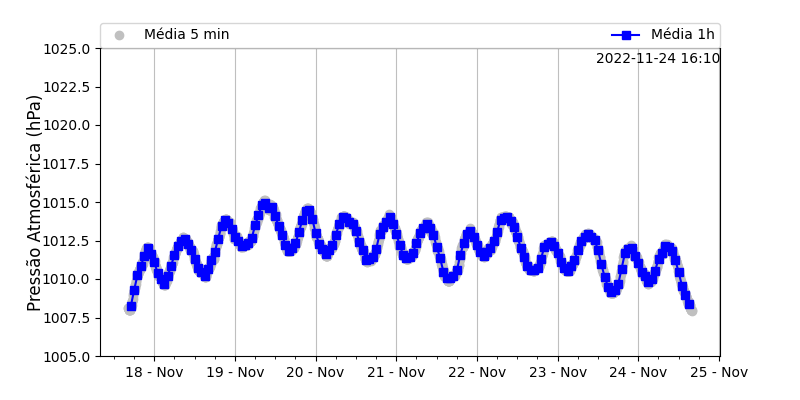 Média 5 min
Média 1h
2022-11-24 16:10
Pressão Atmosférica (hPa)
1025.0
1022.5
1020.0
1017.5
1015.0
1012.5
1010.0
1007.5
1005.0
18 - Nov
19 - Nov
20 - Nov
21 - Nov
22 - Nov
23 - Nov
24 - Nov
25 - Nov